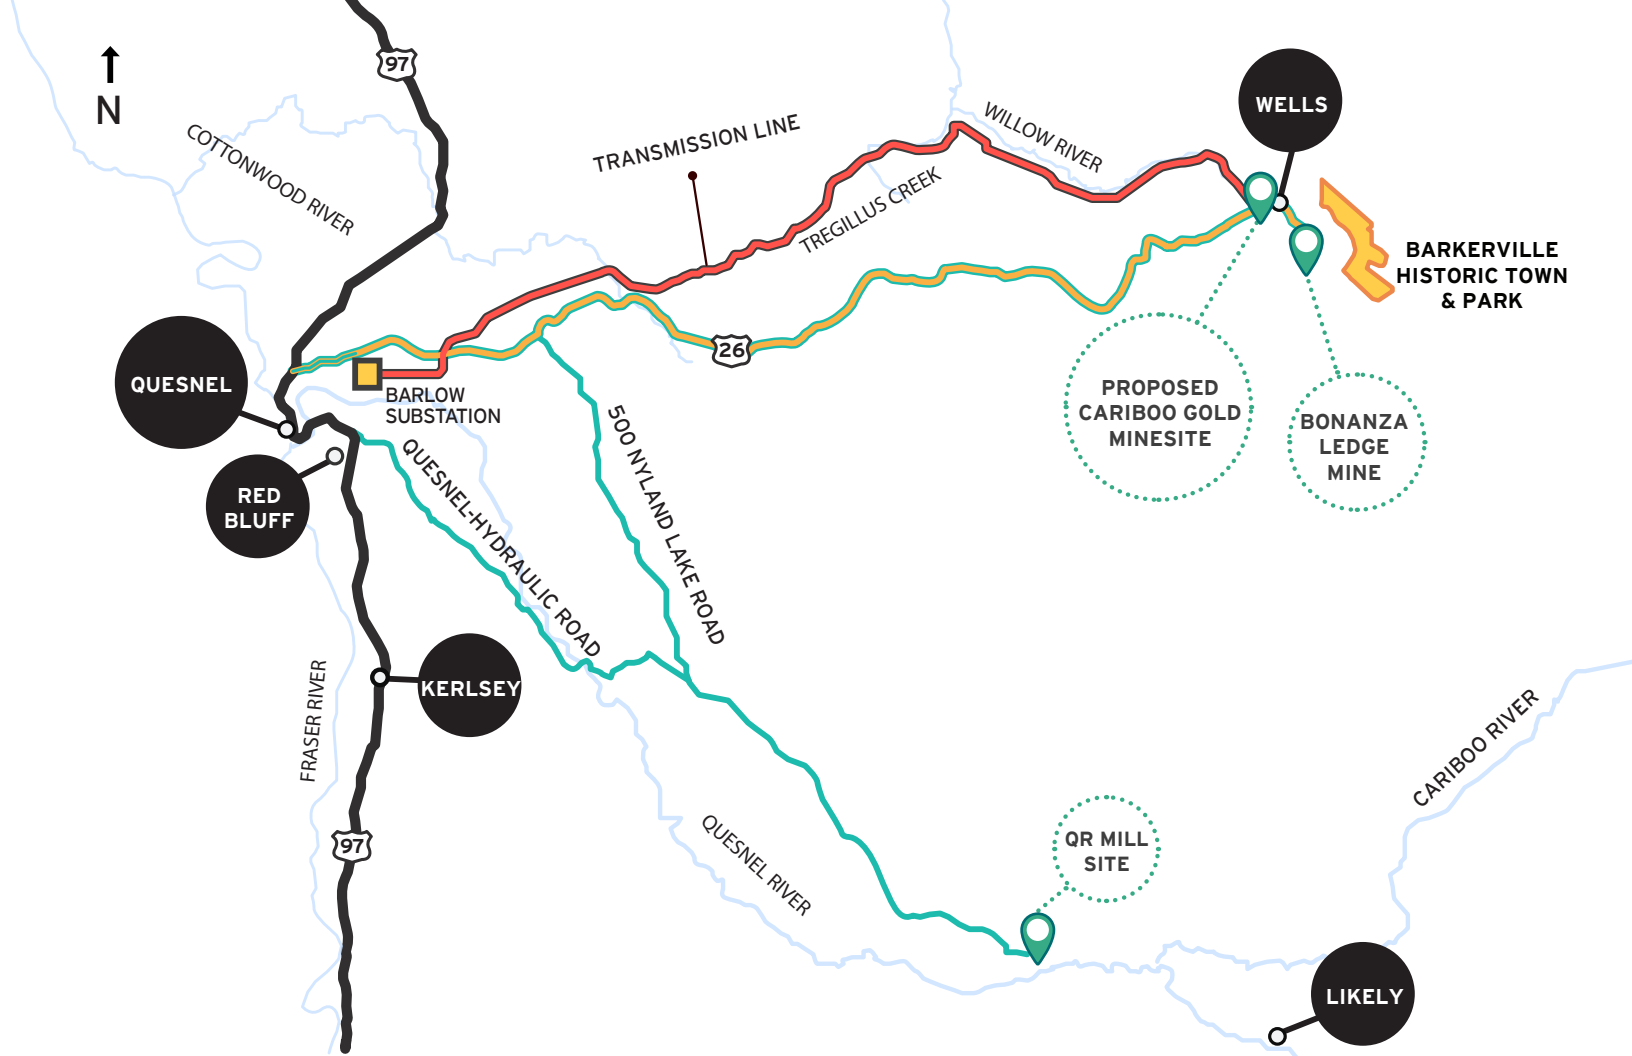 97
N
COTTONWOOD RIVER
TRANSMISSION LINE
WILLOW RIVER
WELLS
TREGILLUS CREEK
BARKERVILLE
HISTORIC TOWN
& PARK
26
QUESNEL
BARLOW
SUBSTATION
PROPOSED
CARIBOO GOLD
MINESITE
BONANZA
LEDGE
MINE
RED
BLUFF
QUESNEL-HYDRAULIC ROAD
500 NYLAND LAKE ROAD
KERLSEY
FRASER RIVER
CARIBOO RIVER
97
QUESNEL RIVER
QR MILL
SITE
LIKELY